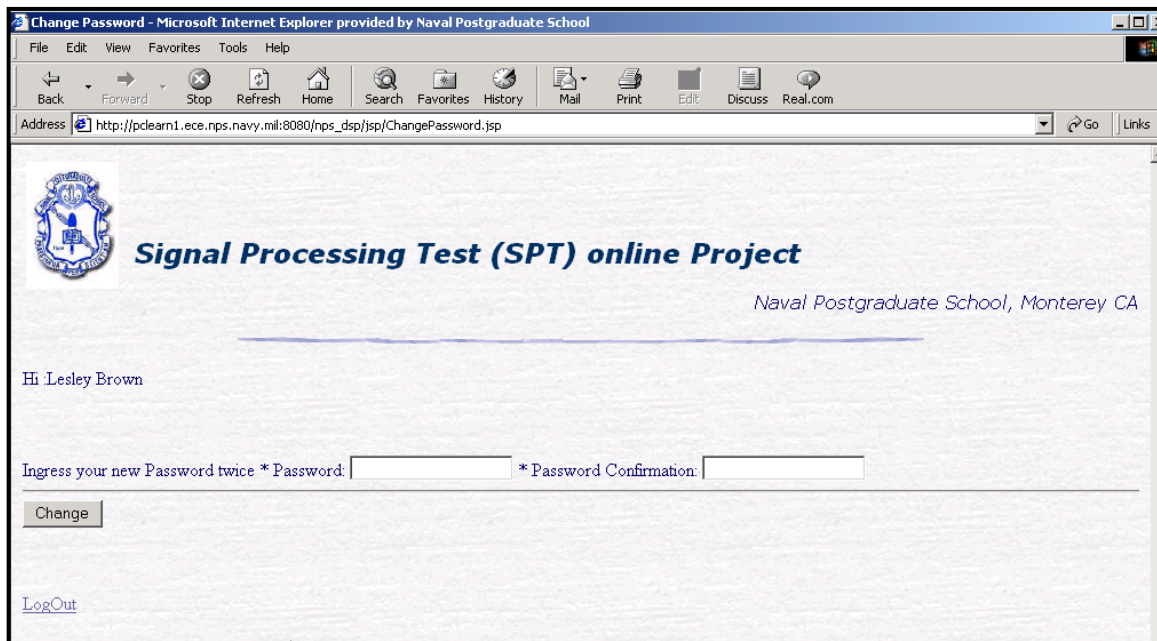 Change Password - Microsoft Internet Explorer provided by Naval Postgraduate School
File Edit View Favorites Tools Help
Back Forward Stop Refresh Home Search Favorites History Mail Print Edit Discuss Real.com
Address http://pclearn1.ece.nps.navy.mil:8080/nps_dsp/jsp/ChangePassword.jsp Go Links
Signal Processing Test (SPT) online Project
Naval Postgraduate School, Monterey CA
Hi :Lesley Brown
Ingress your new Password twice * Password: * Password Confirmation:
Change
LogOut